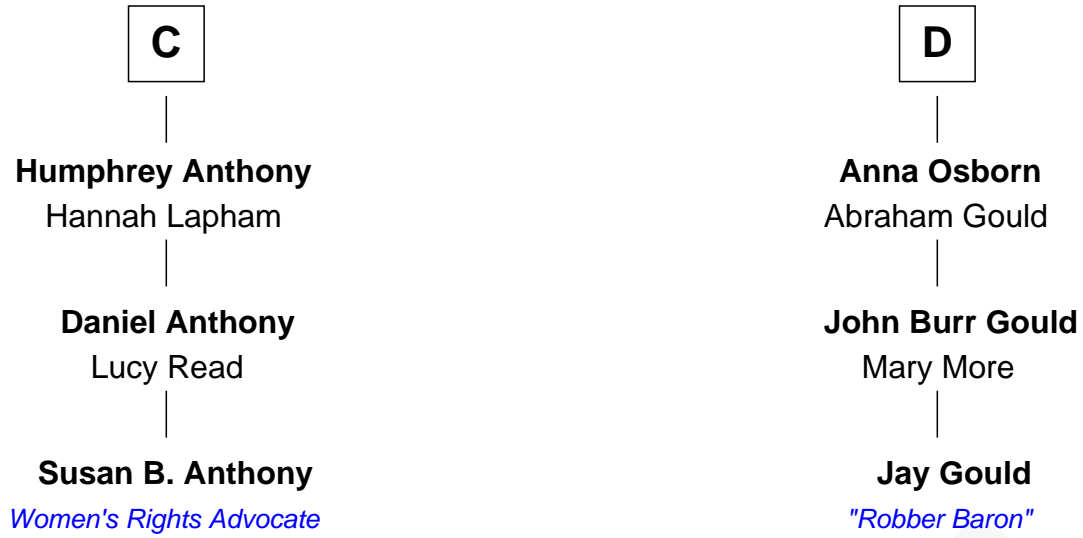 C
Humphrey Anthony
Hannah Lapham
Daniel Anthony
Lucy Read
Susan B. Anthony
Women's Rights Advocate
D
Anna Osborn
Abraham Gould
John Burr Gould
Mary More
Jay Gould
"Robber Baron"